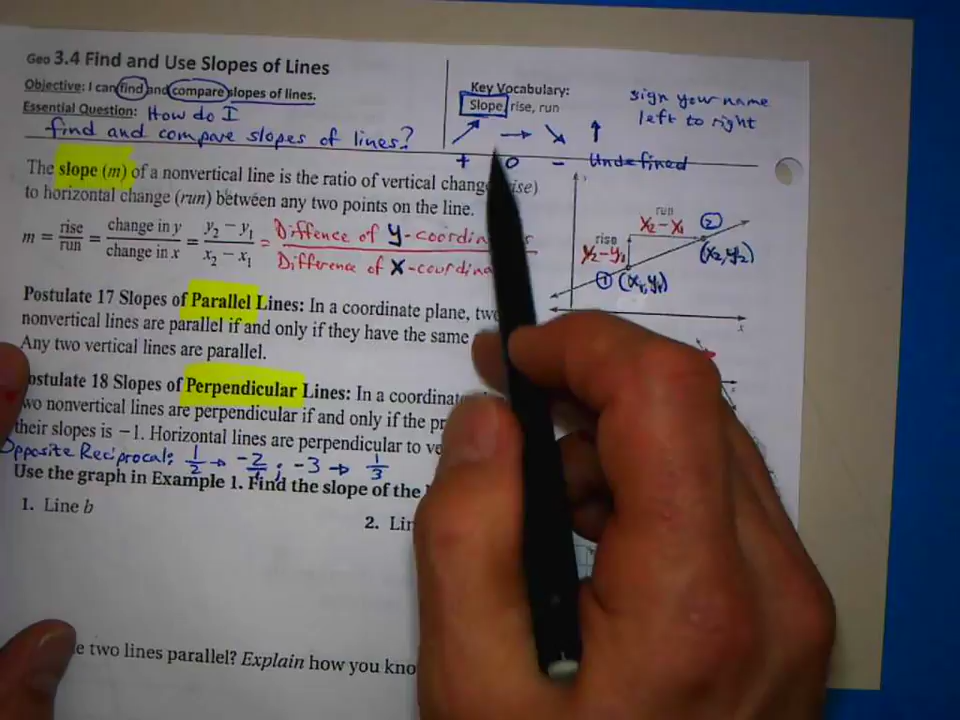 Geo 3.4 Find and Use Slopes of Lines
Objective: I can find and compare slopes of lines.
Essential Question: How do I
find and compare slopes of lines?
Key Vocabulary:
Slope, rise, run
+ 0 - Undefined
sign your name
left to right
The slope (m) of a nonvertical line is the ratio of vertical change ise)
to horizontal change (run) between any two points on the line.
m = rise/run = change in y/change in x = y₂ − y₁/x₂ − x₁ = Diffence of y-coordin s/Difference of x-coordina
run
x₂-x₁
②
rise
y₂-y₁
(x₂,y₂)
① (x₁,y₁)
y
x
Postulate 17 Slopes of Parallel Lines: In a coordinate plane, two
nonvertical lines are parallel if and only if they have the same
Any two vertical lines are parallel.
ostulate 18 Slopes of Perpendicular Lines: In a coordinate
wo nonvertical lines are perpendicular if and only if the pr
their slopes is −1. Horizontal lines are perpendicular to ve
Opposite Reciprocal: 1/2 → -2/1; -3 → 1/3
Use the graph in Example 1. Find the slope of the
1. Line b
2. Lin
e two lines parallel? Explain how you kno